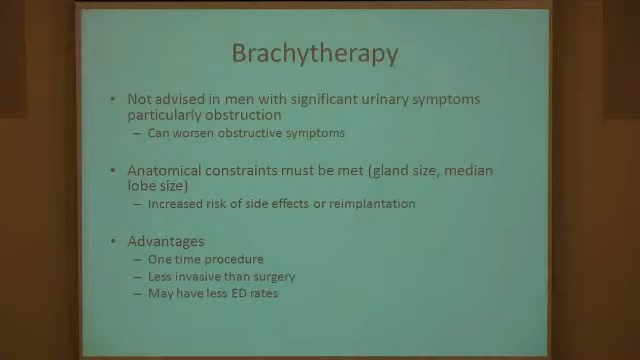 Brachytherapy
• Not advised in men with significant urinary symptoms
particularly obstruction
– Can worsen obstructive symptoms
• Anatomical constraints must be met (gland size, median
lobe size)
– Increased risk of side effects or reimplantation
• Advantages
– One time procedure
– Less invasive than surgery
– May have less ED rates